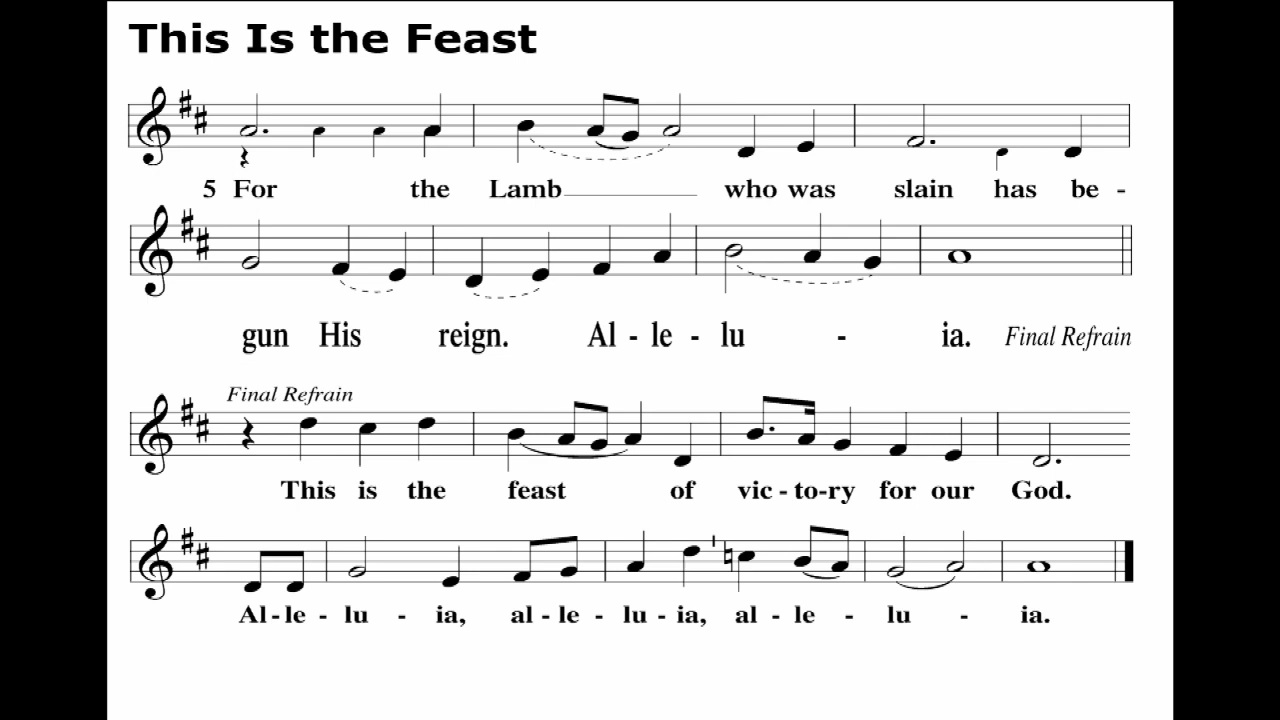 This Is the Feast
5 For the Lamb who was slain has be -
gun His reign. Al - le - lu - ia. Final Refrain
Final Refrain
This is the feast of vic - to - ry for our God.
Al - le - lu - ia, al - le - lu - ia, al - le - lu - ia.